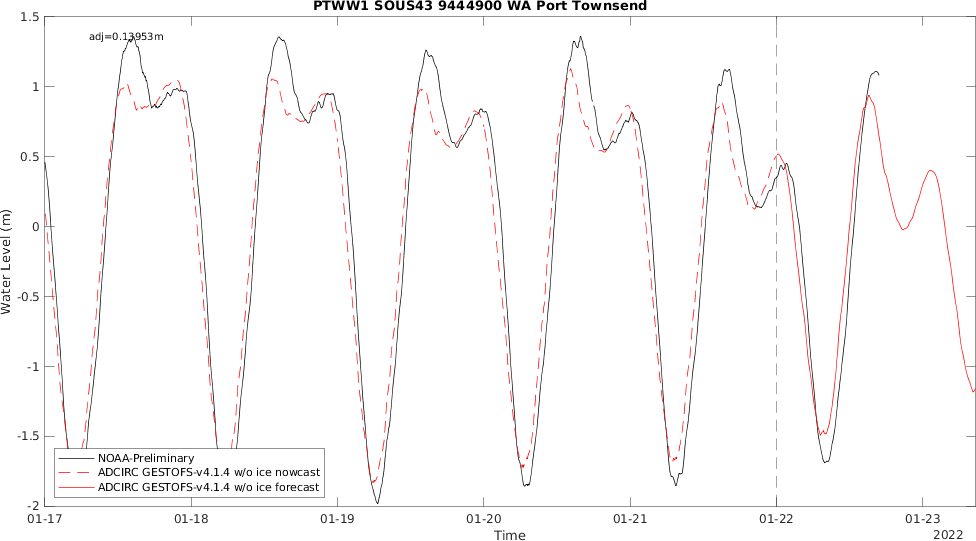 PTWW1 SOUS43 9444900 WA Port Townsend
adj=0.13953m
1.5
1
0.5
0
-0.5
-1
-1.5
-2
Water Level (m)
NOAA-Preliminary
ADCIRC GESTOFS-v4.1.4 w/o ice nowcast
ADCIRC GESTOFS-v4.1.4 w/o ice forecast
01-17 01-18 01-19 01-20 01-21 01-22 01-23
Time
2022